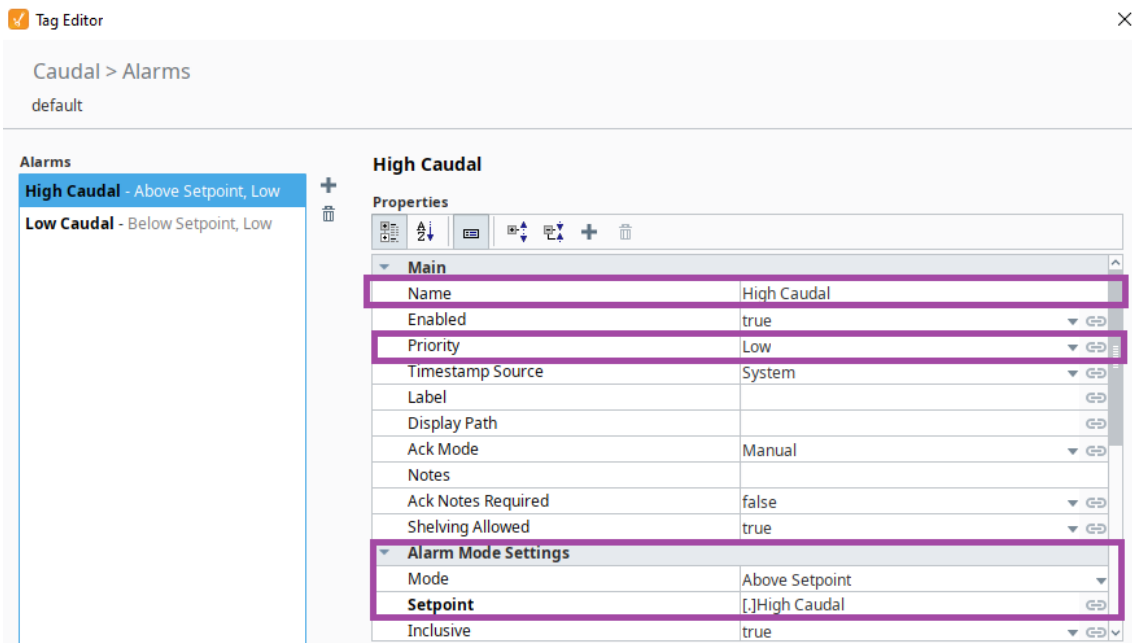 Tag Editor
Caudal > Alarms
default
Alarms
High Caudal - Above Setpoint, Low
Low Caudal - Below Setpoint, Low
High Caudal
Properties
Main
Name High Caudal
Enabled true
Priority Low
Timestamp Source System
Label
Display Path
Ack Mode Manual
Notes
Ack Notes Required false
Shelving Allowed true
Alarm Mode Settings
Mode Above Setpoint
Setpoint [.]High Caudal
Inclusive true